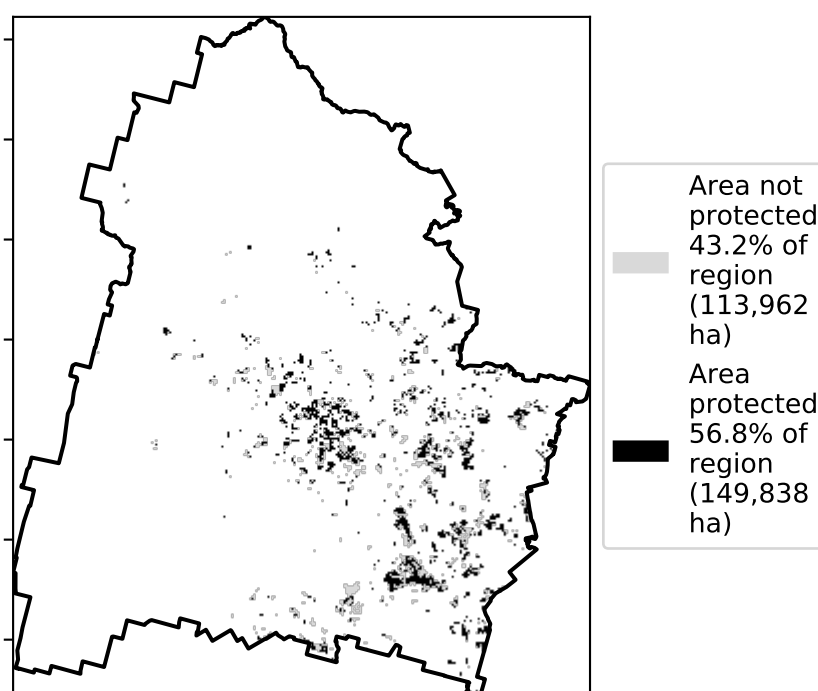 Area not
protected
43.2% of
region
(113,962
ha)
Area
protected
56.8% of
region
(149,838
ha)